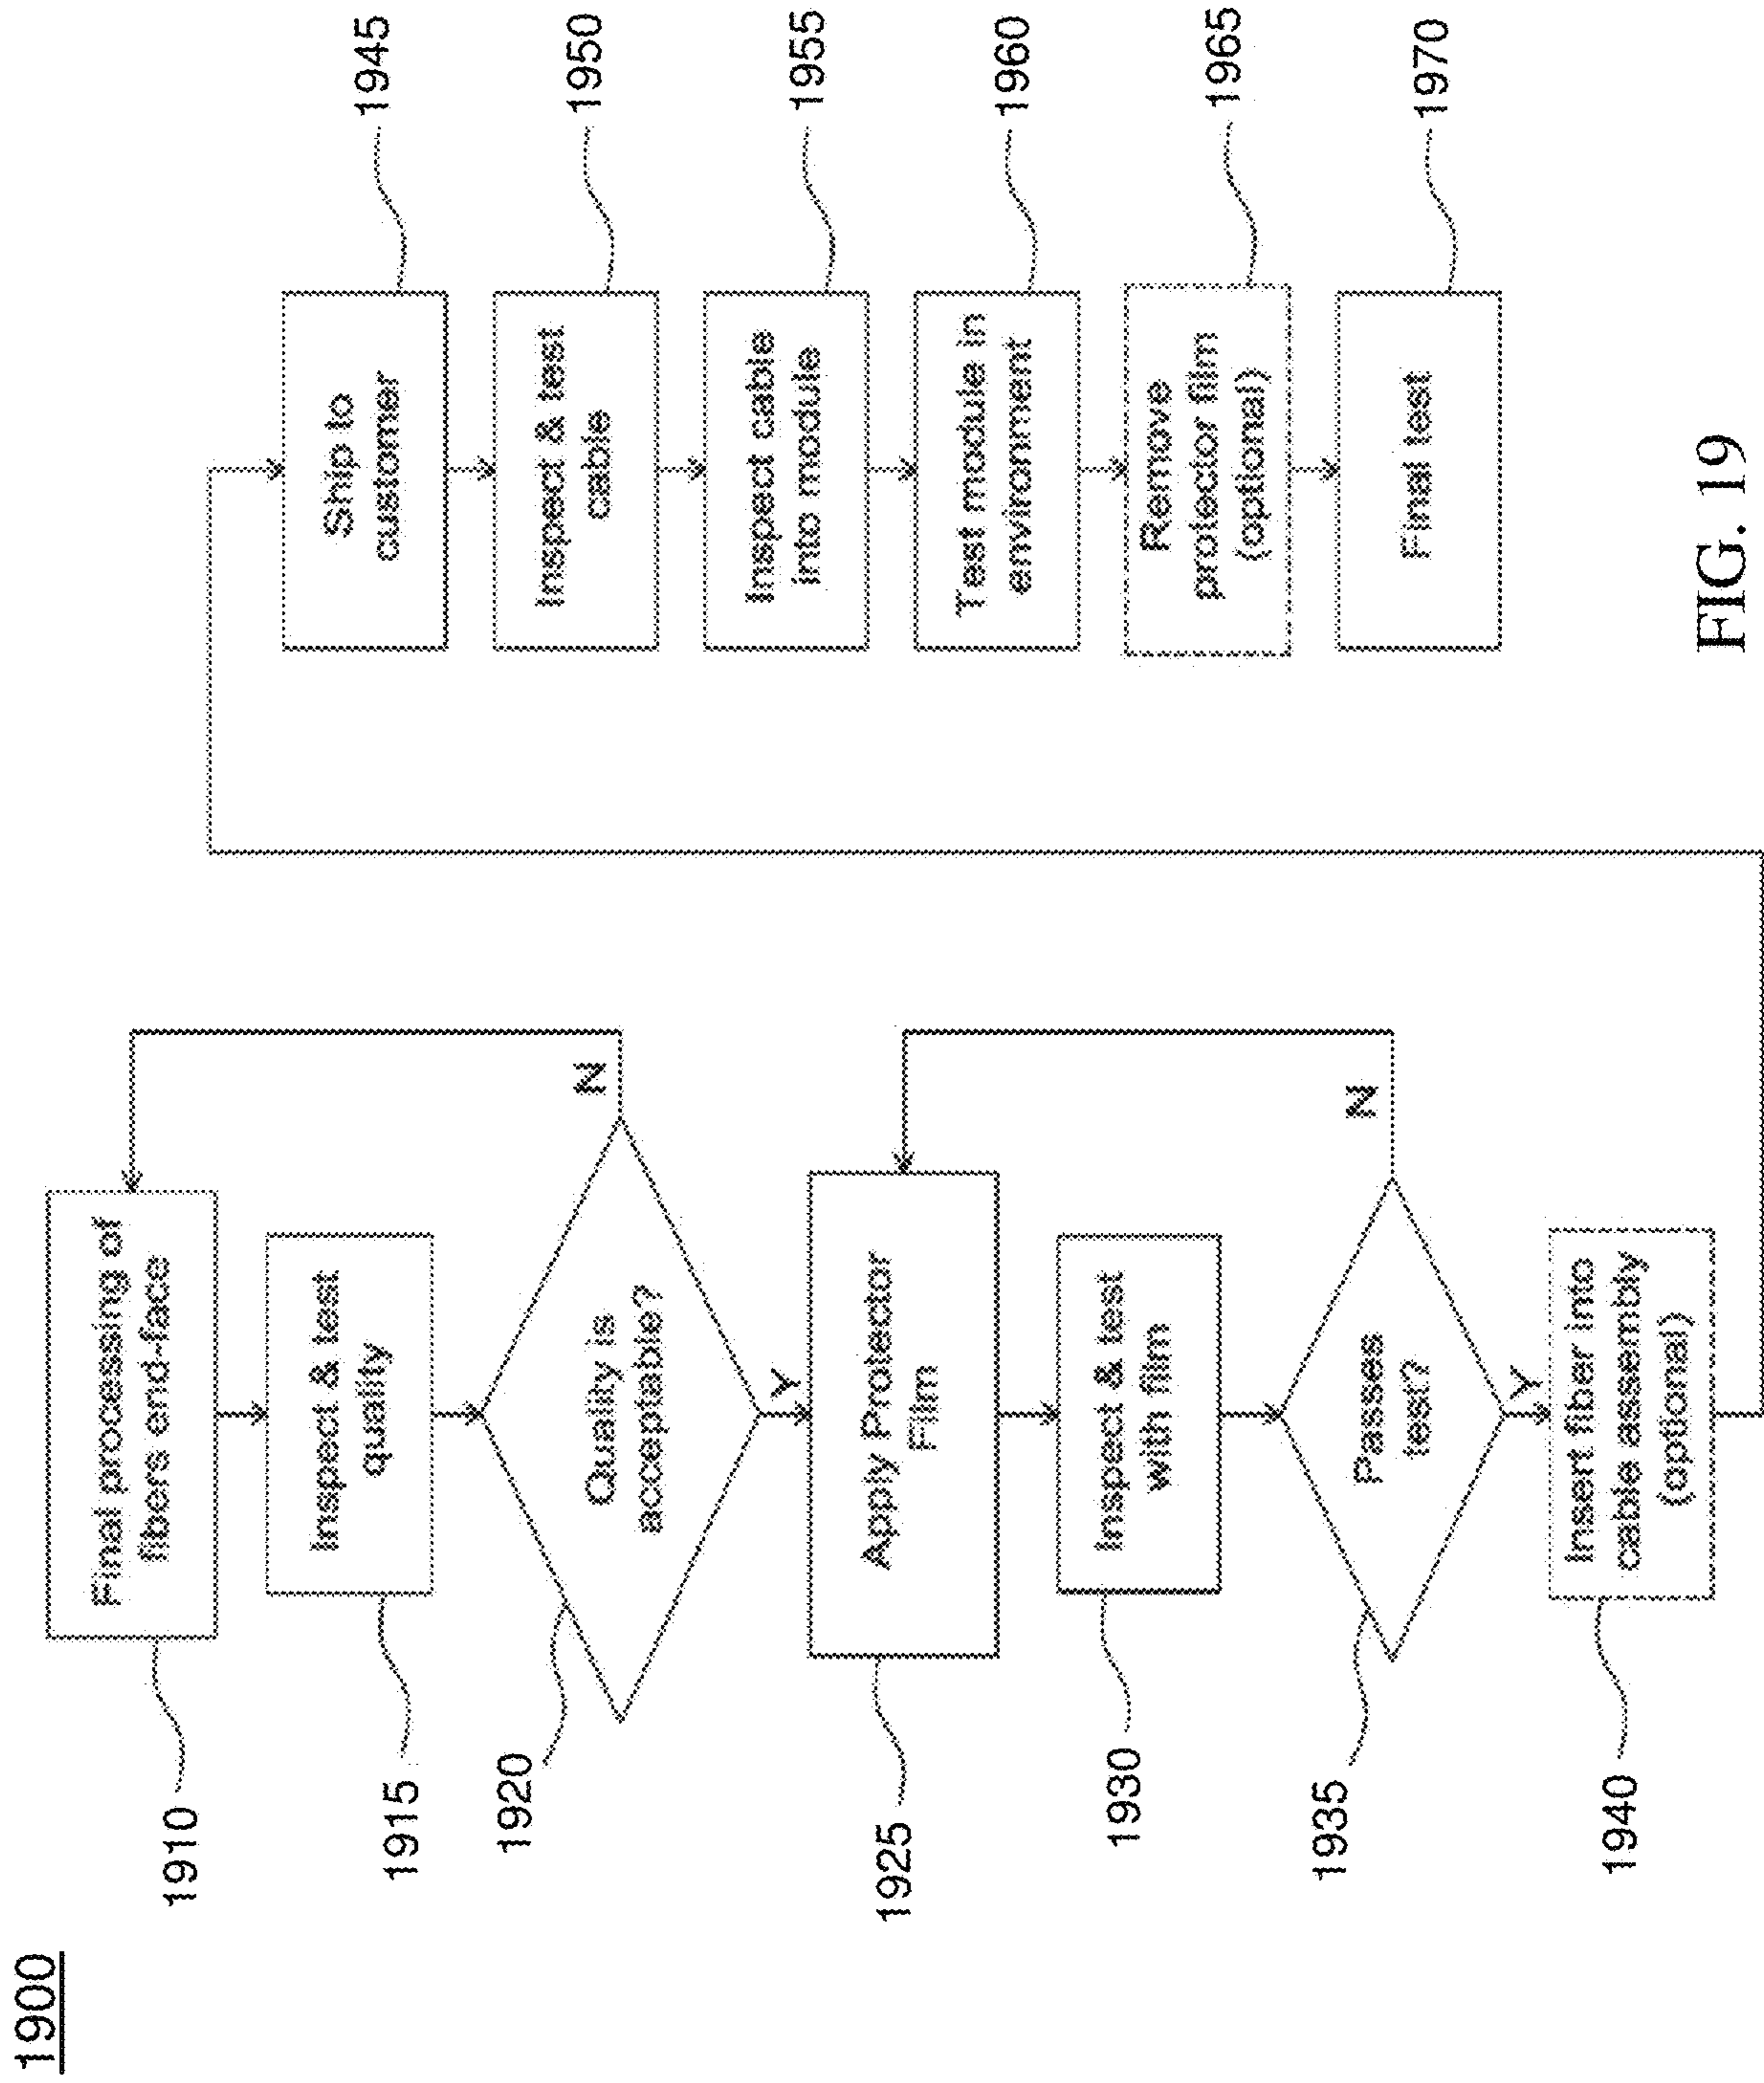 1900
1910
Final processing of
fibers end-face
1915
Inspect & test
quality
1920
Quality is
acceptable?
N
Y
1925
Apply Protector
Film
1930
Inspect & test
with film
1935
Passes
test?
N
Y
1940
Insert fiber into
cable assembly
(optional)
Ship to
customer
1945
Inspect & test
cable
1950
Inspect cable
into module
1955
Test module in
environment
1960
Remove
protector film
(optional)
1965
Final test
1970
FIG. 19